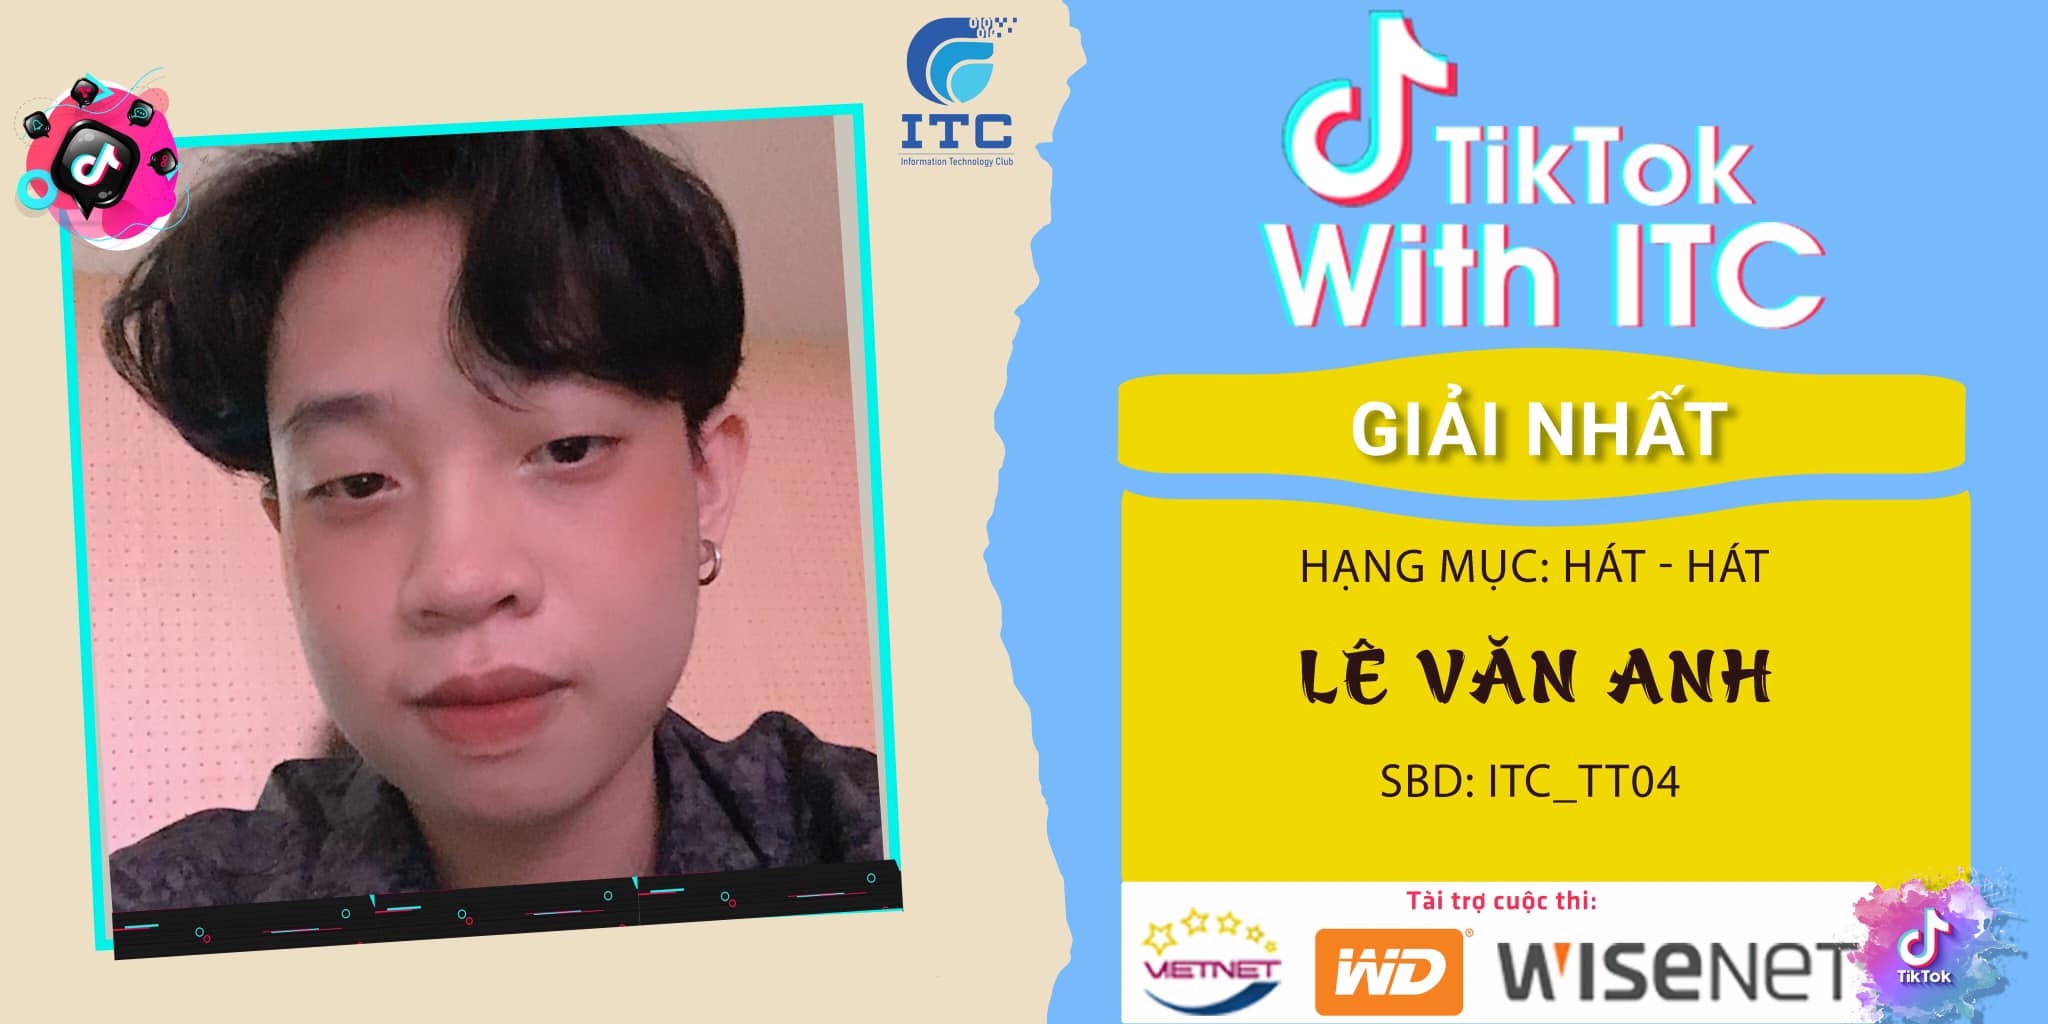 ITC
Information Technology Club
TikTok
With ITC
GIẢI NHẤT
HẠNG MỤC: HÁT - HÁT
LÊ VĂN ANH
SBD: ITC_TT04
Tài trợ cuộc thi:
VIETNET
WD®
WISENET
TikTok